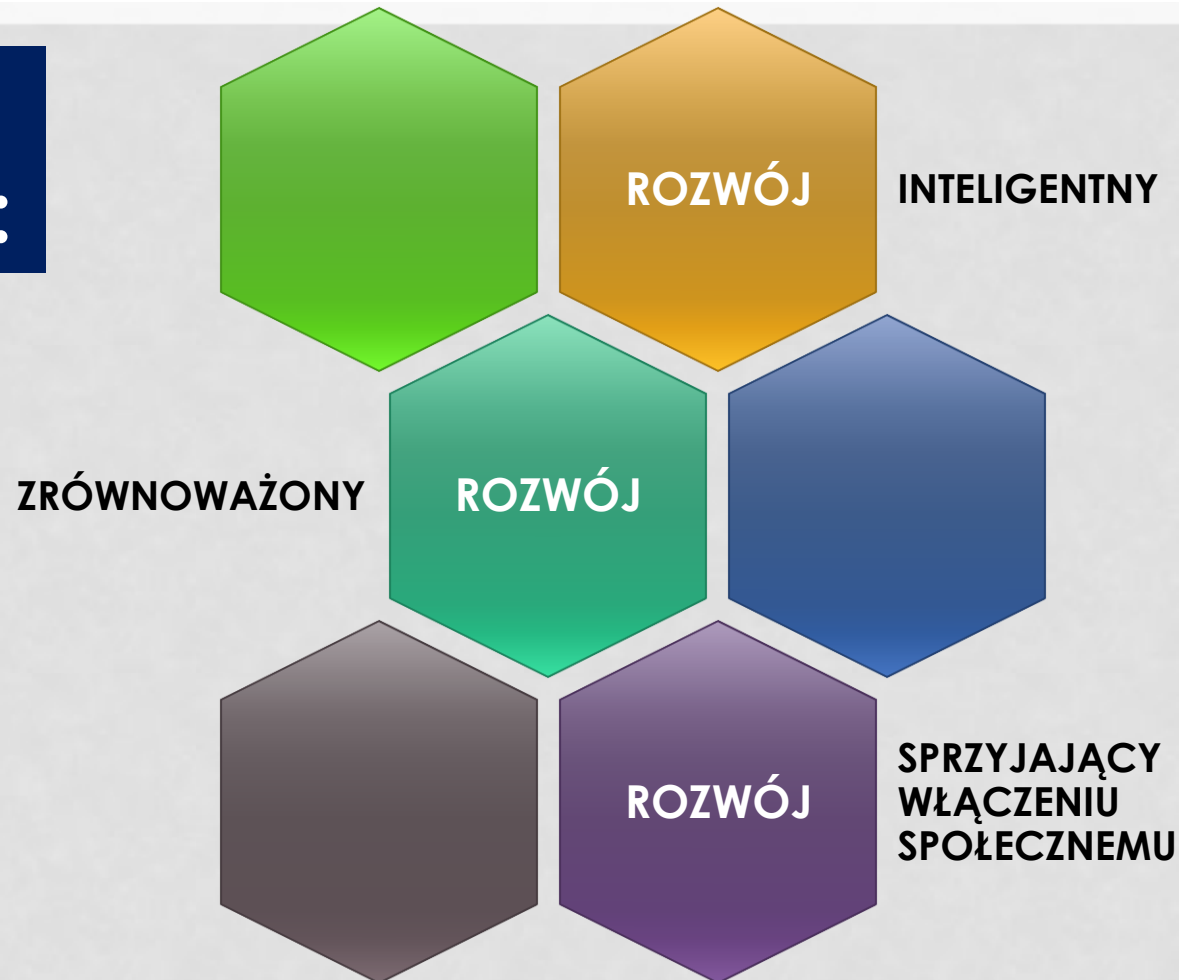 :
ROZWÓJ INTELIGENTNY
ZRÓWNOWAŻONY ROZWÓJ
ROZWÓJ
SPRZYJAJĄCY
WŁĄCZENIU
SPOŁECZNEMU